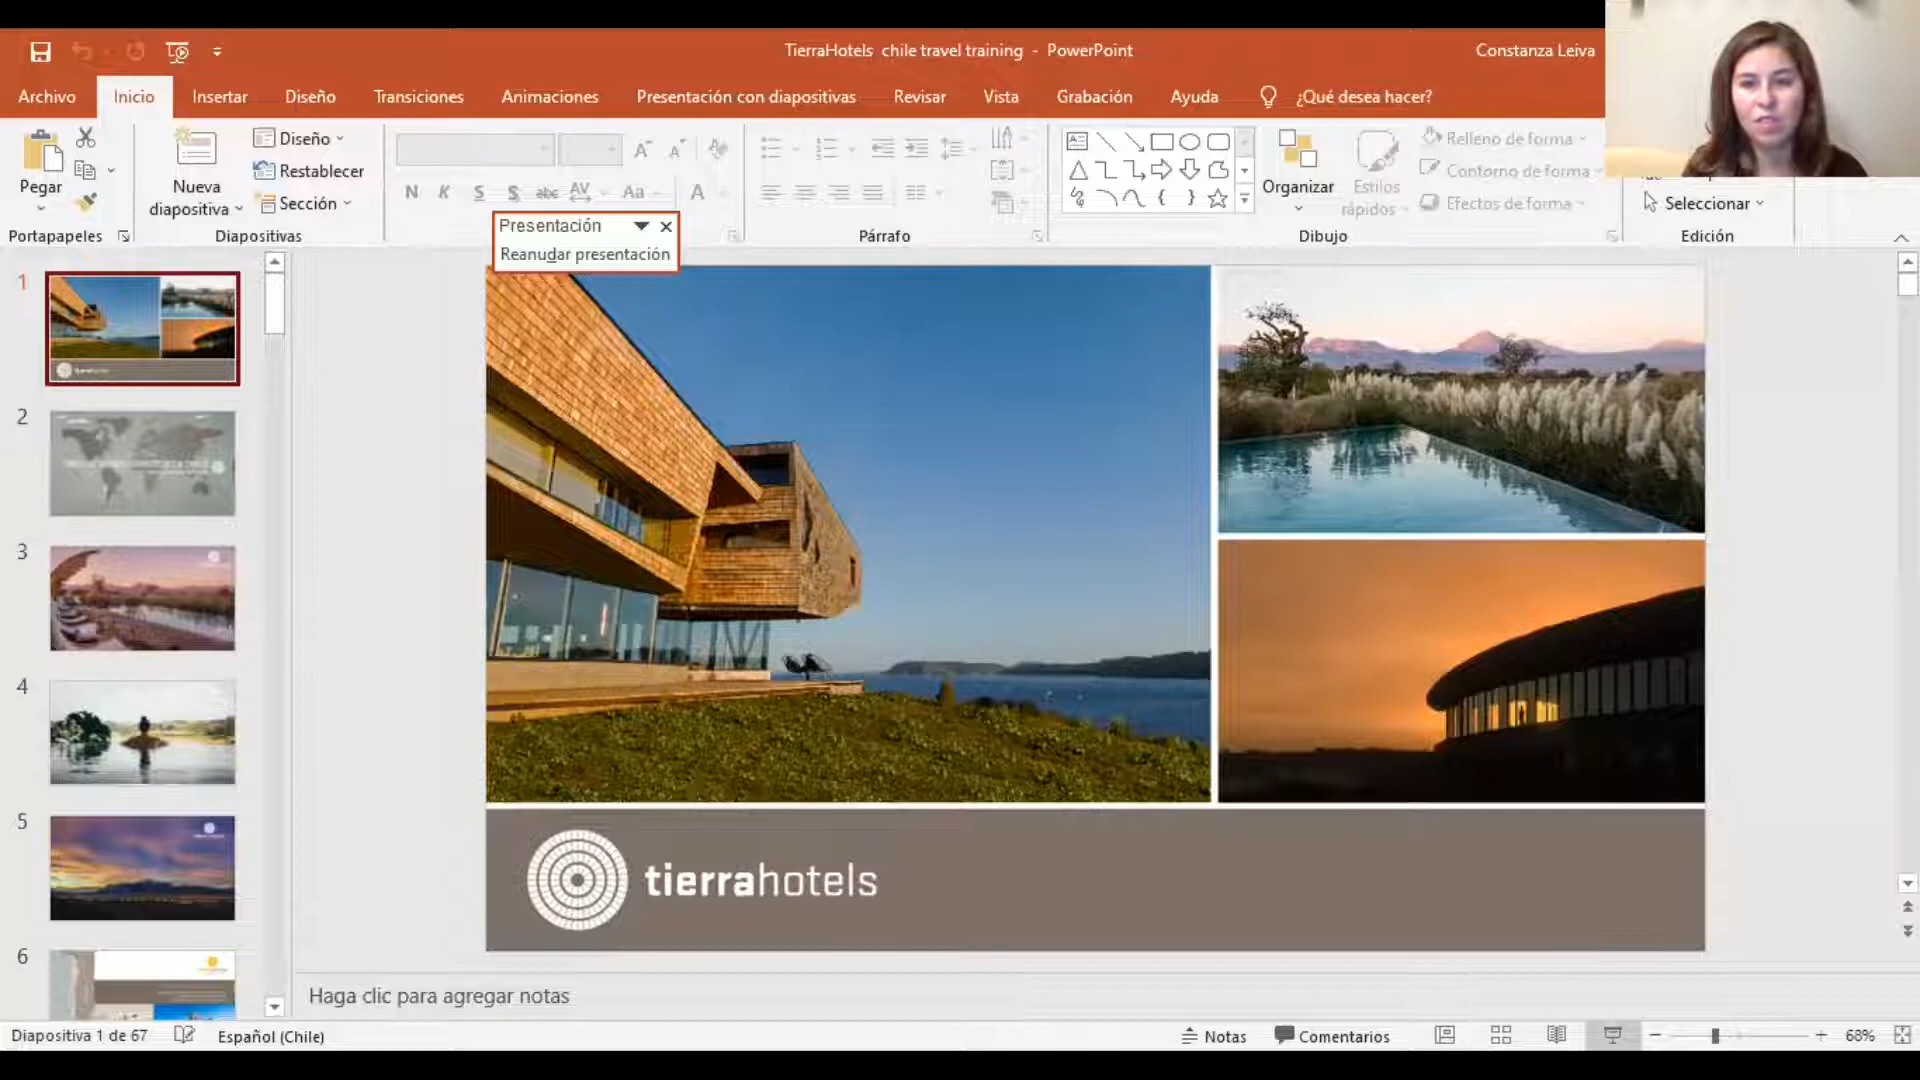 TierraHotels chile travel training - PowerPoint
Constanza Leiva
Archivo
Inicio
Insertar
Diseño
Transiciones
Animaciones
Presentación con diapositivas
Revisar
Vista
Grabación
Ayuda
¿Qué desea hacer?
Pegar
Nueva
diapositiva
Diseño
Restablecer
Sección
N K S S abc AV Aa A
Organizar
Estilos
rápidos
Relleno de forma
Contorno de forma
Efectos de forma
Seleccionar
Portapapeles
Diapositivas
Párrafo
Dibujo
Edición
Presentación
Reanudar presentación
1
2
3
4
5
6
tierrahotels
Haga clic para agregar notas
Diapositiva 1 de 67
Español (Chile)
Notas
Comentarios
68%